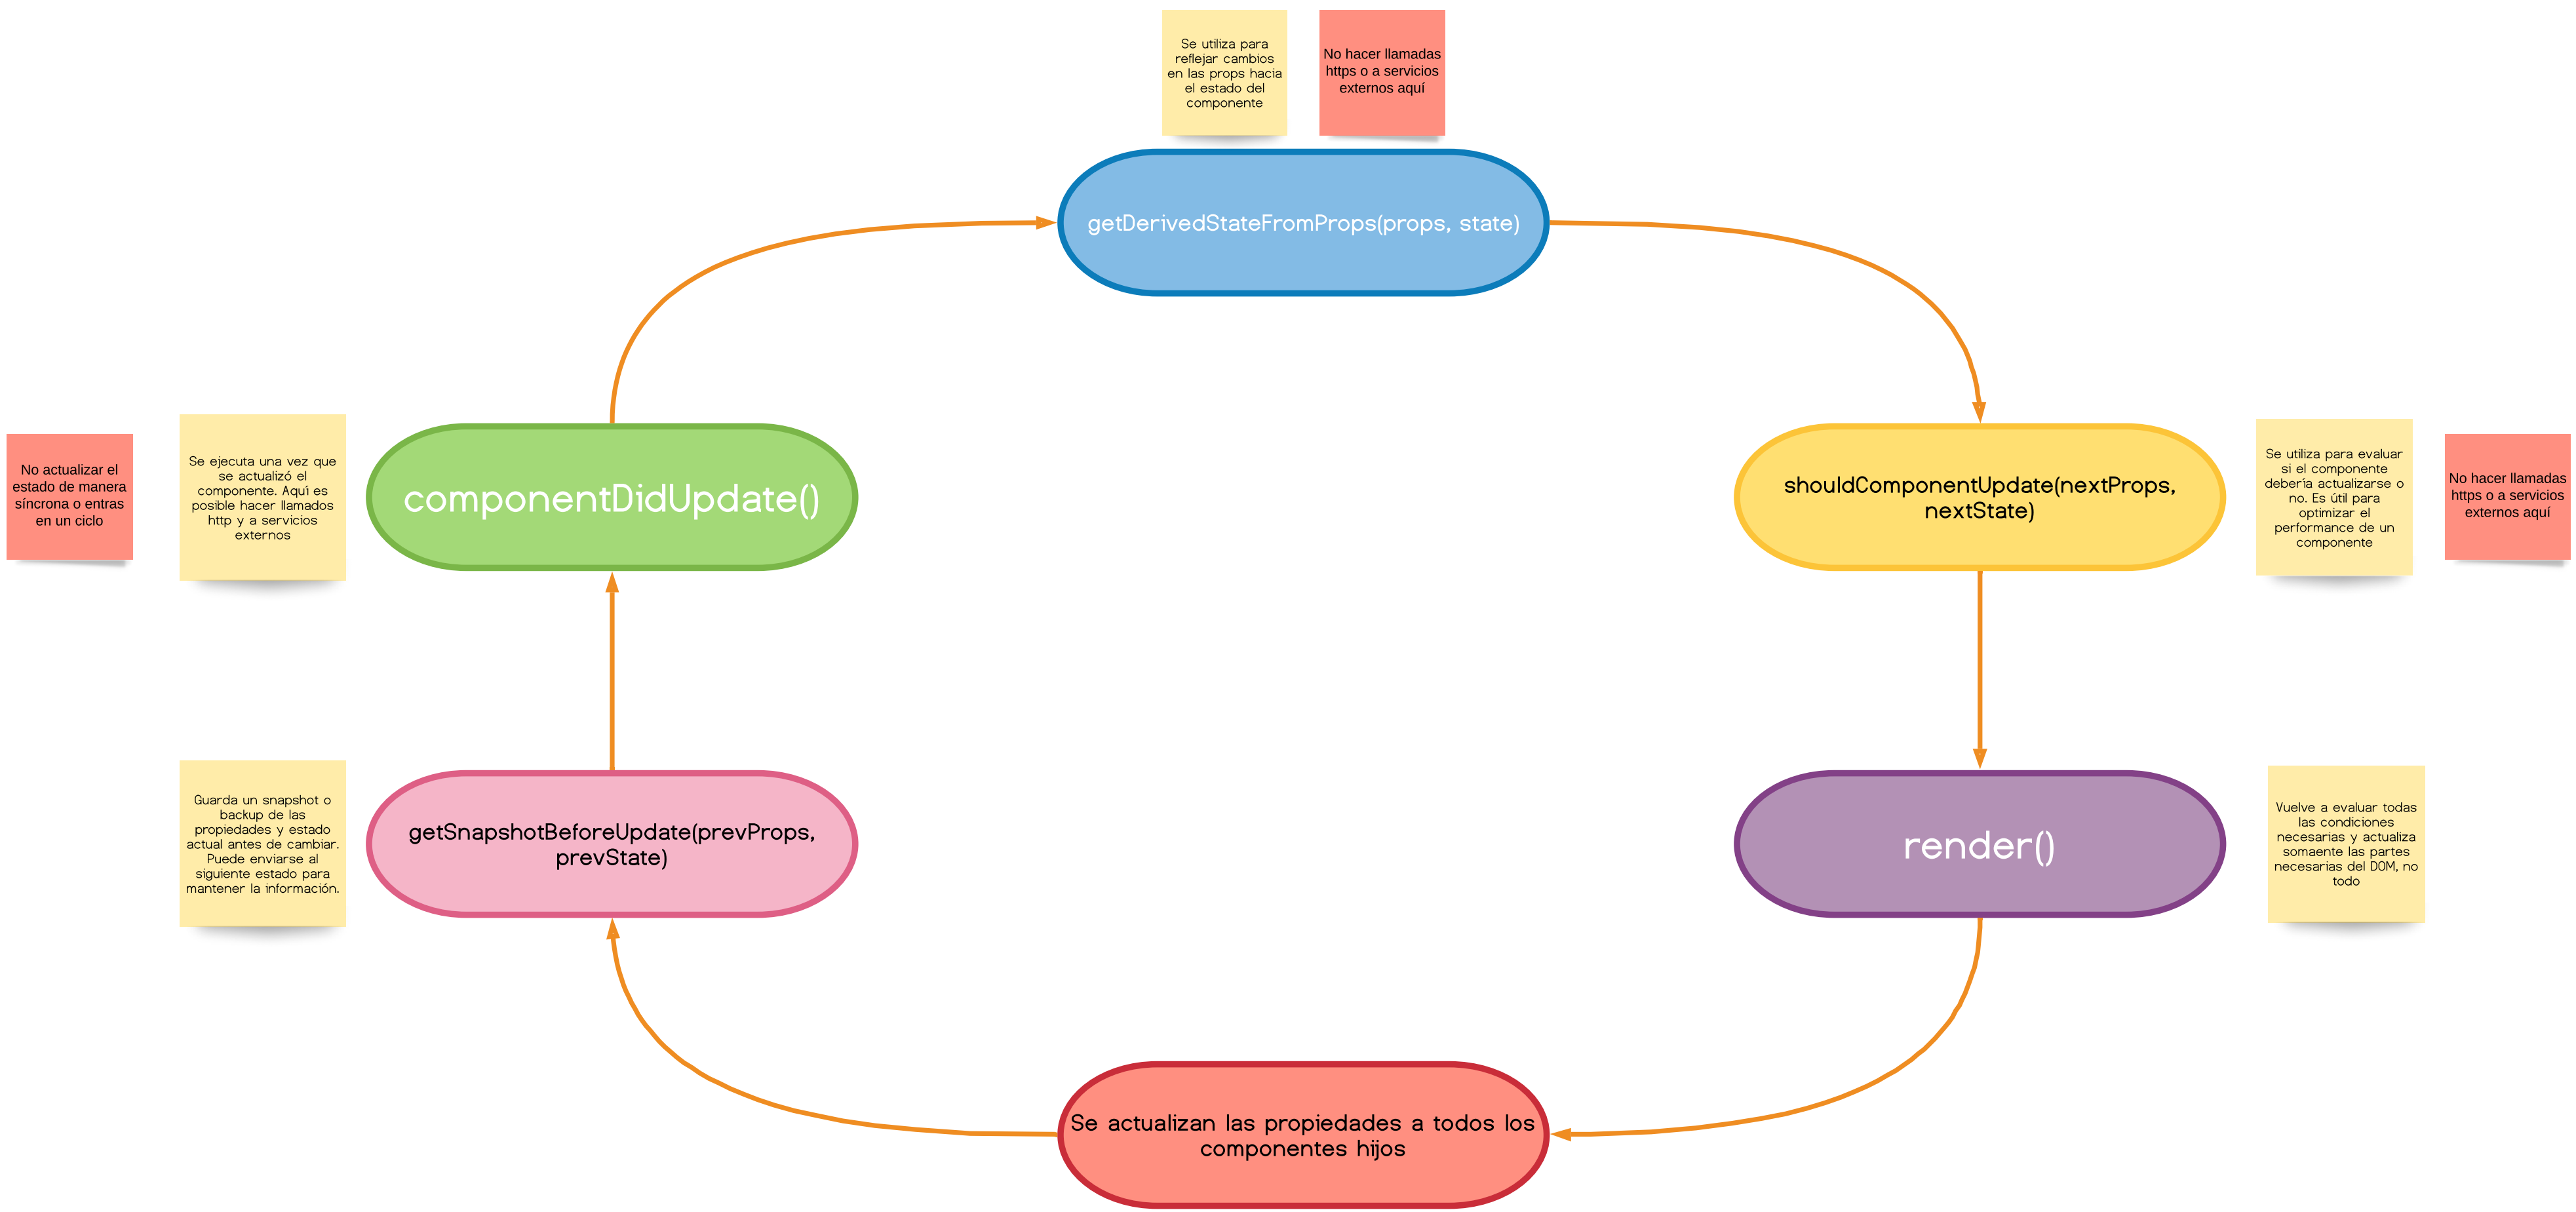 Se utiliza para
reflejar cambios
en las props hacia
el estado del
componente
No hacer llamadas
https o a servicios
externos aquí
getDerivedStateFromProps(props, state)
No actualizar el
estado de manera
síncrona o entras
en un ciclo
Se ejecuta una vez que
se actualizó el
componente. Aquí es
posible hacer llamados
http y a servicios
externos
componentDidUpdate()
shouldComponentUpdate(nextProps,
nextState)
Se utiliza para evaluar
si el componente
debería actualizarse o
no. Es útil para
optimizar el
performance de un
componente
No hacer llamadas
https o a servicios
externos aquí
Guarda un snapshot o
backup de las
propiedades y estado
actual antes de cambiar.
Puede enviarse al
siguiente estado para
mantener la información.
getSnapshotBeforeUpdate(prevProps,
prevState)
render()
Vuelve a evaluar todas
las condiciones
necesarias y actualiza
somaente las partes
necesarias del DOM, no
todo
Se actualizan las propiedades a todos los
componentes hijos